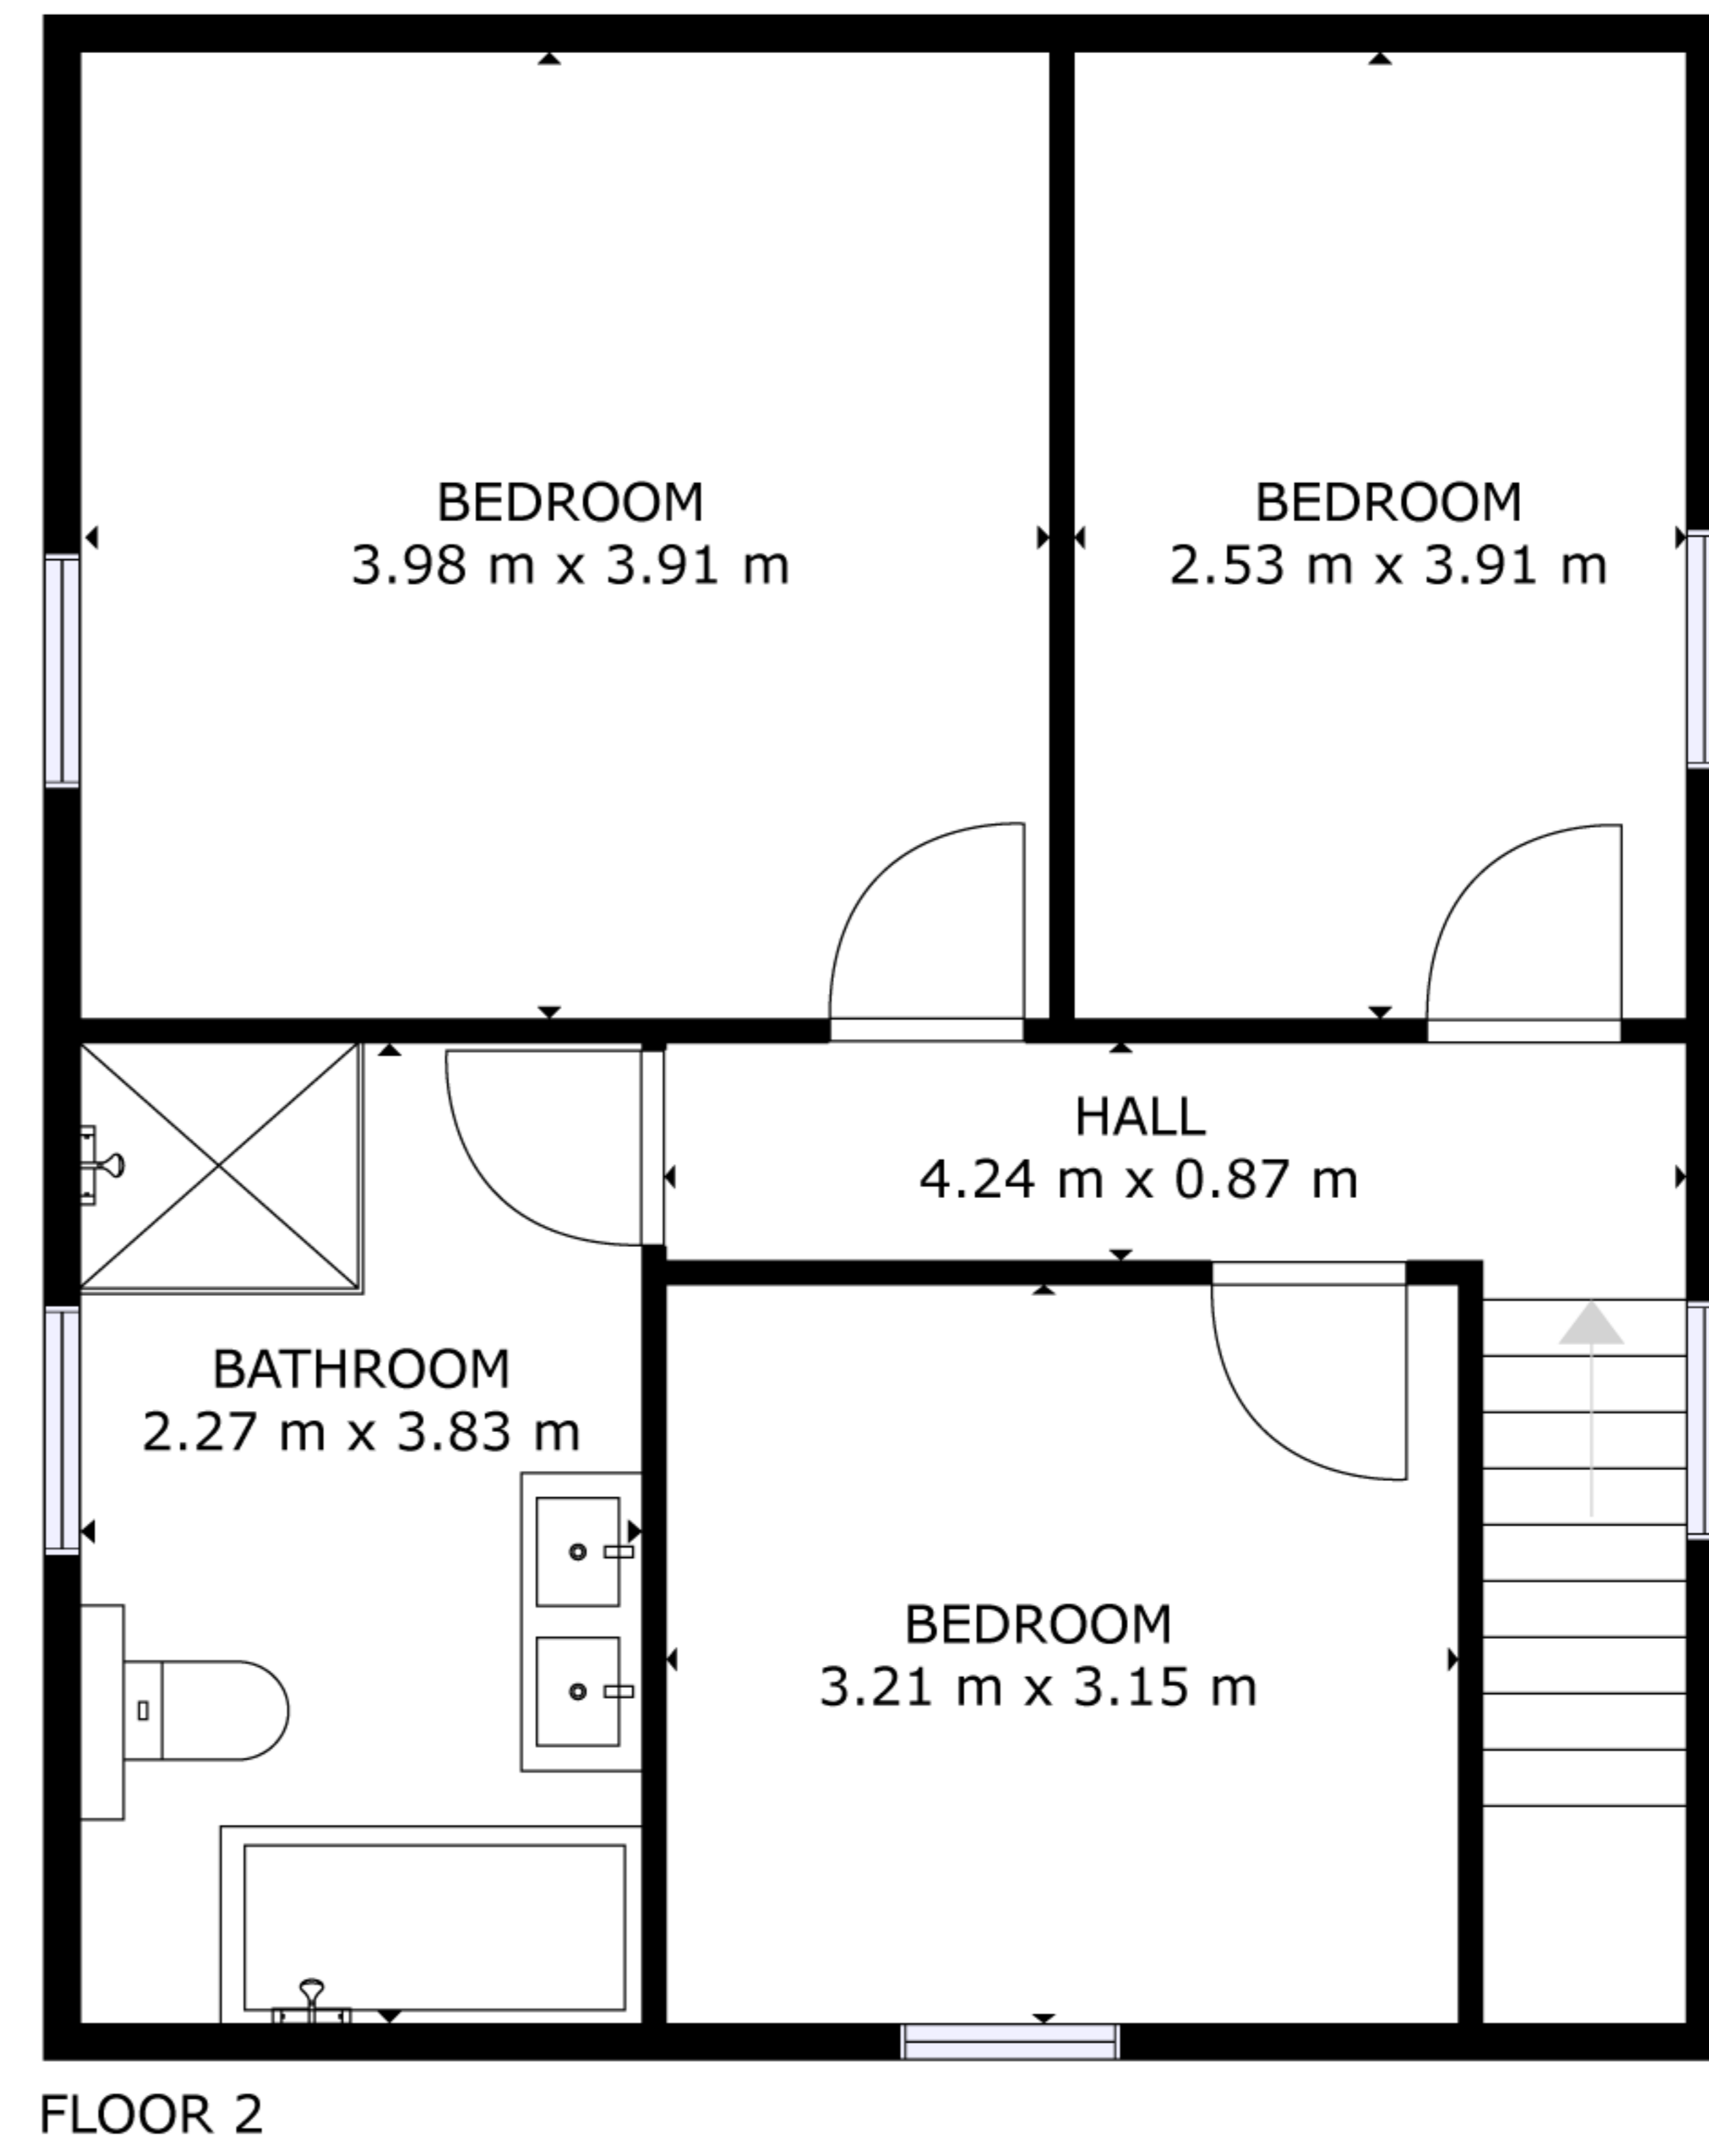 BEDROOM
3.98 m x 3.91 m
BEDROOM
2.53 m x 3.91 m
HALL
4.24 m x 0.87 m
BATHROOM
2.27 m x 3.83 m
BEDROOM
3.21 m x 3.15 m
FLOOR 2